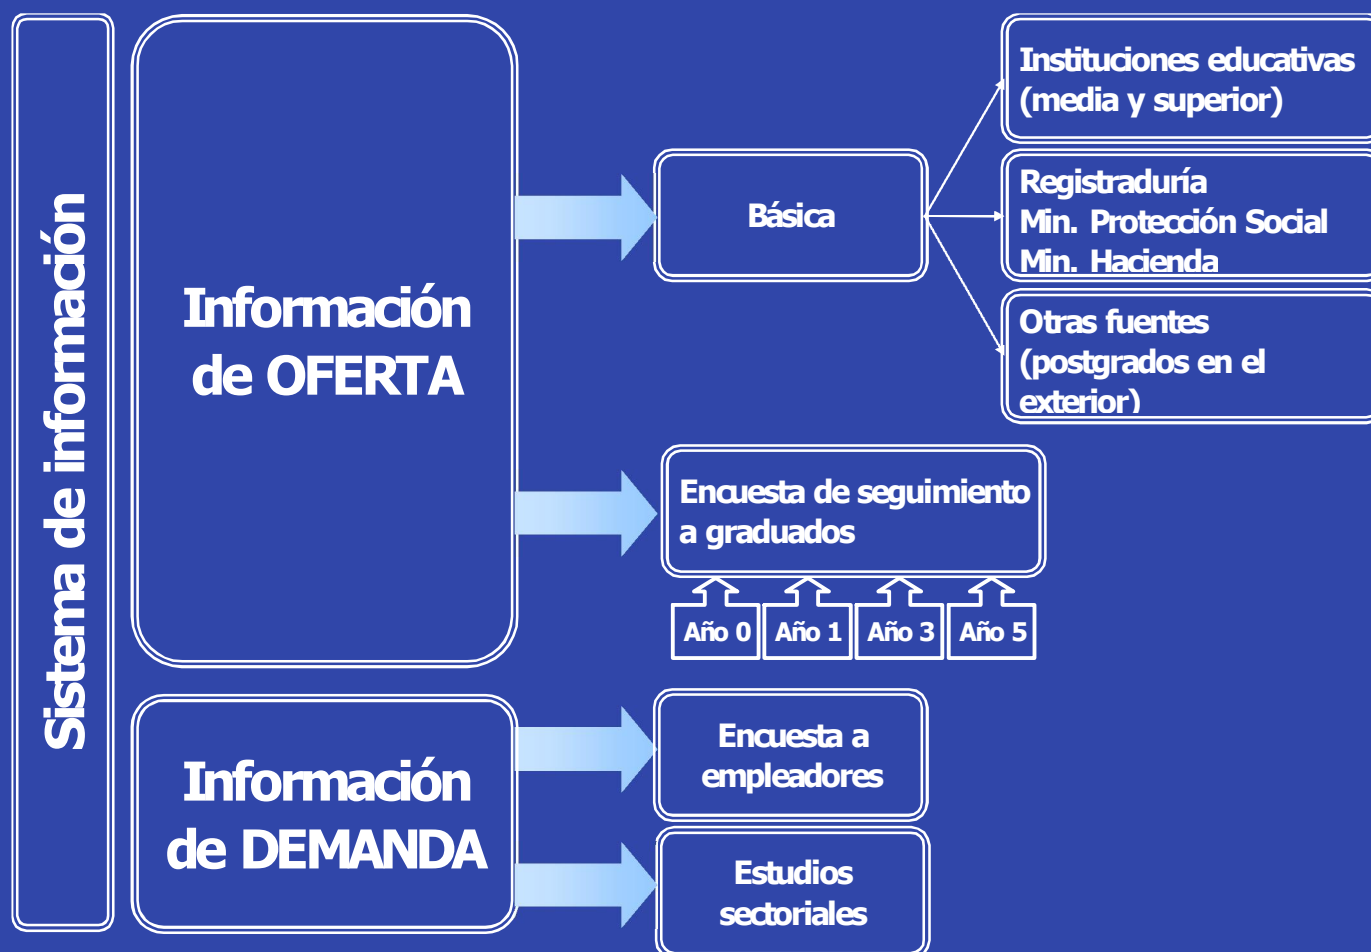 Sistema de información
Información
de OFERTA
Básica
Instituciones educativas
(media y superior)
Registraduría
Min. Protección Social
Min. Hacienda
Otras fuentes
(postgrados en el
exterior)
Encuesta de seguimiento
a graduados
Año 0
Año 1
Año 3
Año 5
Información
de DEMANDA
Encuesta a
empleadores
Estudios
sectoriales